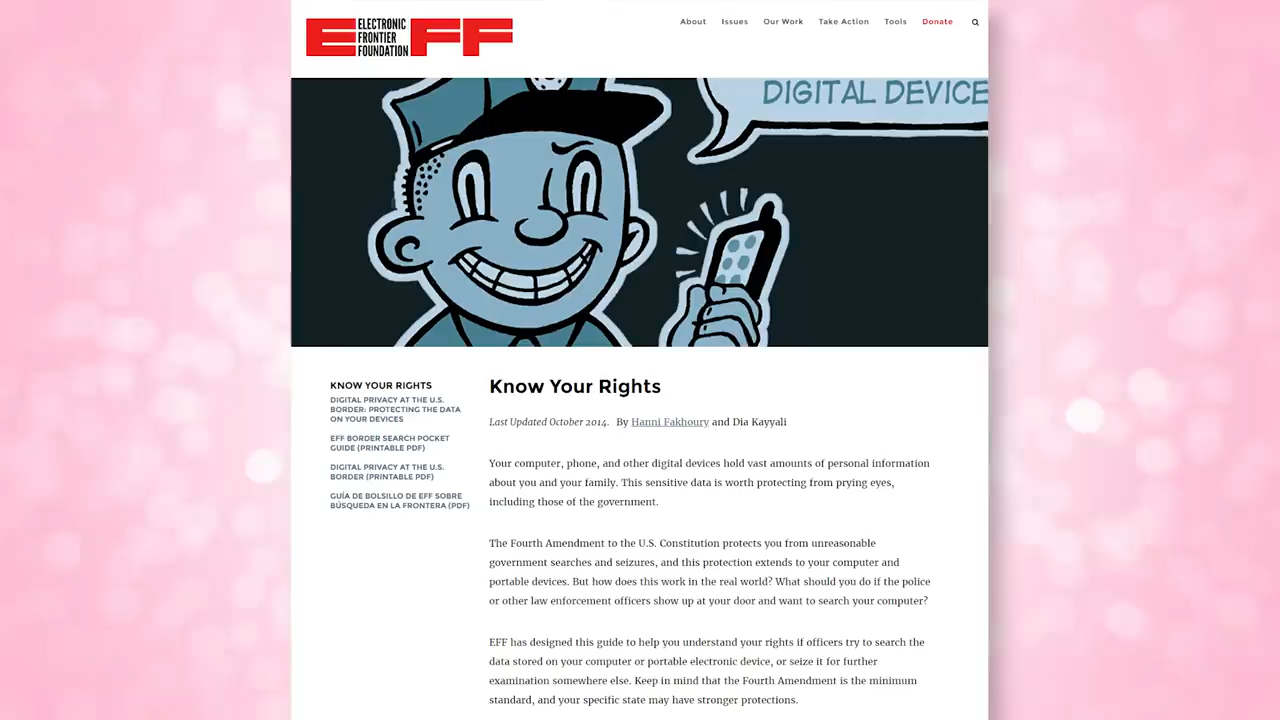 ELECTRONIC
FRONTIER
FOUNDATION
EFF
About Issues Our Work Take Action Tools Donate
DIGITAL DEVICE
KNOW YOUR RIGHTS
DIGITAL PRIVACY AT THE U.S.
BORDER: PROTECTING THE DATA
ON YOUR DEVICES
EFF BORDER SEARCH POCKET
GUIDE (PRINTABLE PDF)
DIGITAL PRIVACY AT THE U.S.
BORDER (PRINTABLE PDF)
GUÍA DE BOLSILLO DE EFF SOBRE
BÚSQUEDA EN LA FRONTERA (PDF)
Know Your Rights
Last Updated October 2014. By Hanni Fakhoury and Dia Kayyali
Your computer, phone, and other digital devices hold vast amounts of personal information
about you and your family. This sensitive data is worth protecting from prying eyes,
including those of the government.
The Fourth Amendment to the U.S. Constitution protects you from unreasonable
government searches and seizures, and this protection extends to your computer and
portable devices. But how does this work in the real world? What should you do if the police
or other law enforcement officers show up at your door and want to search your computer?
EFF has designed this guide to help you understand your rights if officers try to search the
data stored on your computer or portable electronic device, or seize it for further
examination somewhere else. Keep in mind that the Fourth Amendment is the minimum
standard, and your specific state may have stronger protections.